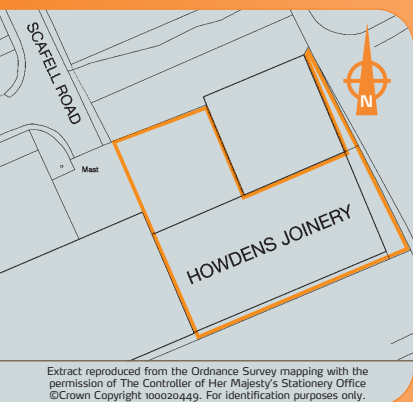 SCAFELL ROAD
N
Mast
HOWDENS JOINERY
Extract reproduced from the Ordnance Survey mapping with the
permission of The Controller of Her Majesty's Stationery Office
©Crown Copyright 100020449. For identification purposes only.